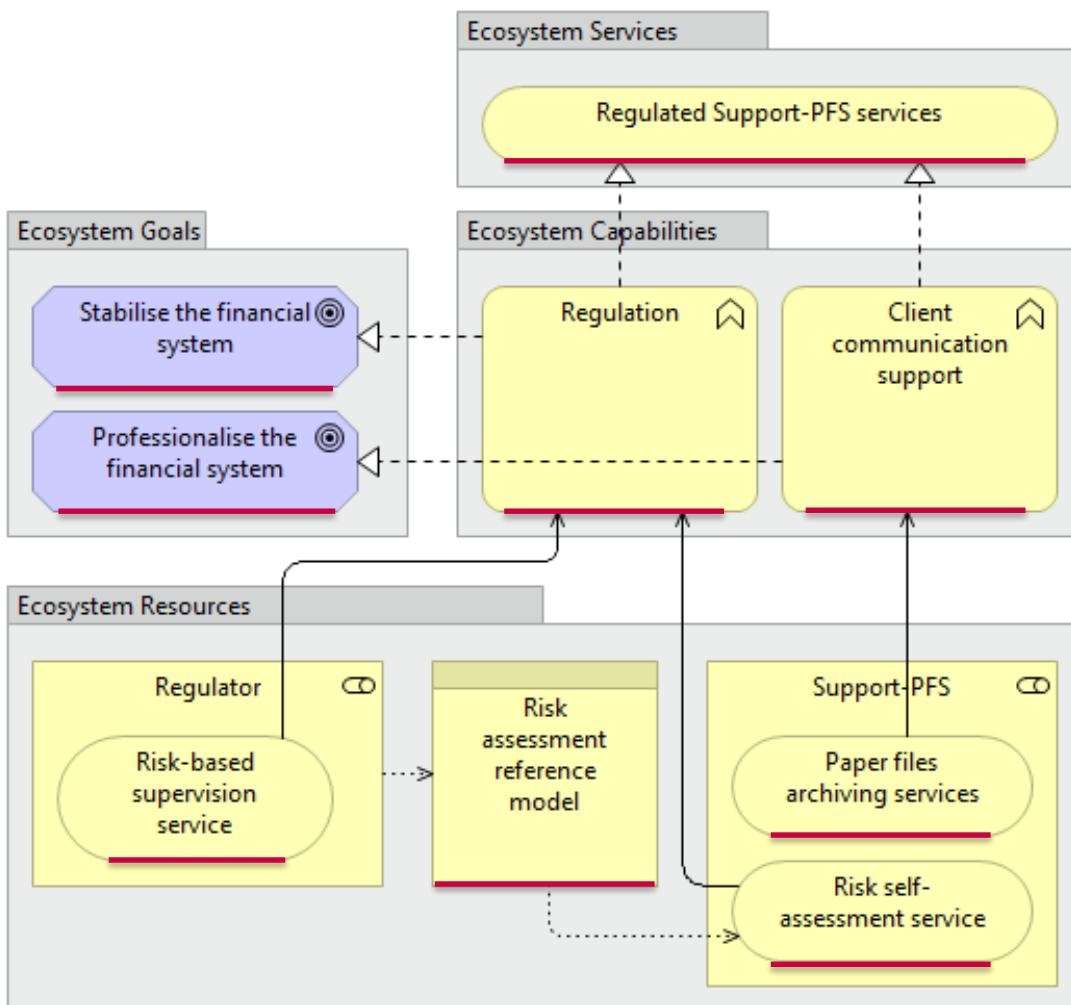 Ecosystem Services
Regulated Support-PFS services
Ecosystem Goals
Stabilise the financial
system
Professionalise the
financial system
Ecosystem Capabilities
Regulation
Client
communication
support
Ecosystem Resources
Regulator
Risk-based
supervision
service
Risk
assessment
reference
model
Support-PFS
Paper files
archiving services
Risk self-
assessment service